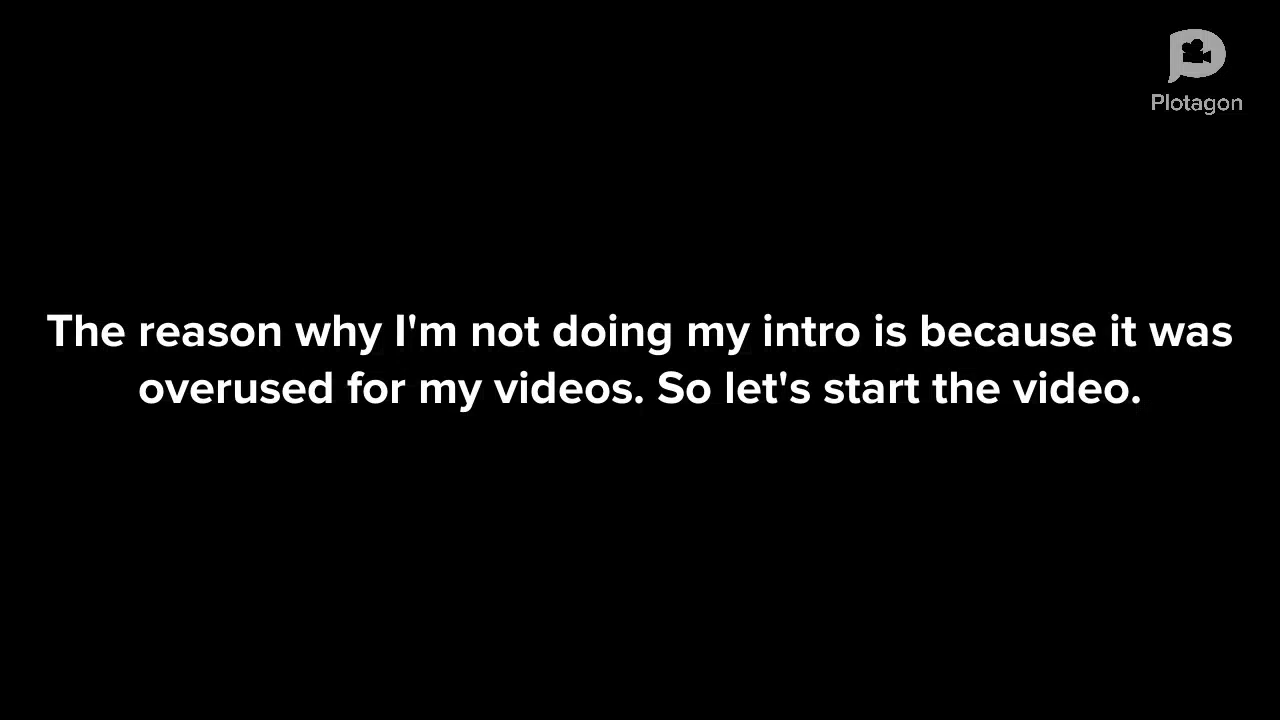 Plotagon
The reason why I'm not doing my intro is because it was
overused for my videos. So let's start the video.